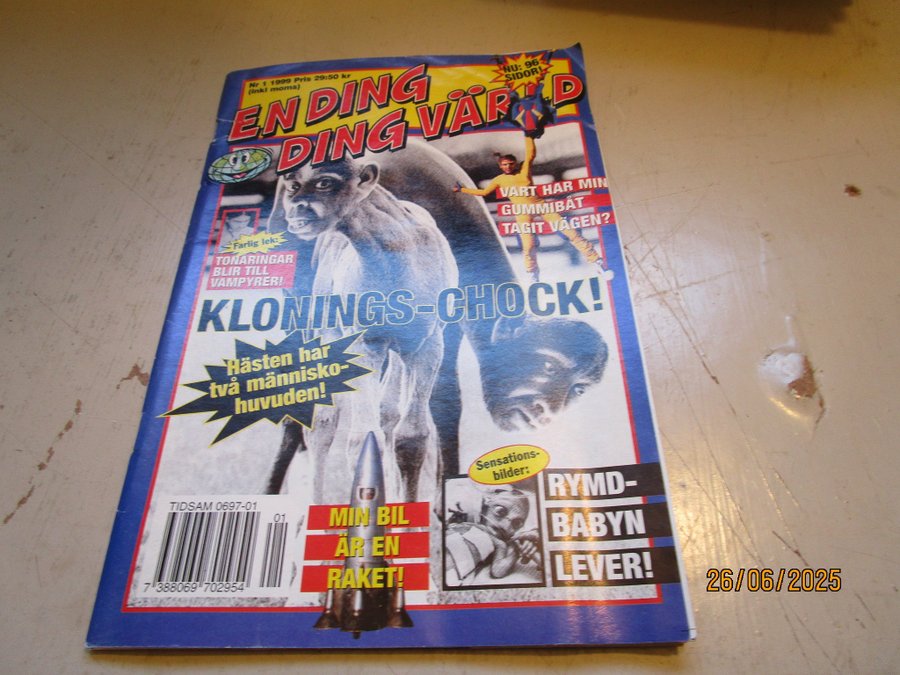 Nr 1 1999 Pris 29:50 kr
(inkl moms)
NU: 96
SIDOR!
EN DING
DING VÄRLD
VART HAR MIN
GUMMIBÅT
TAGIT VÄGEN?
Farlig lek:
TONÅRINGAR
BLIR TILL
VAMPYRER!
KLONINGS-CHOCK!
Hästen har
två människo-
huvuden!
Sensations-
bilder:
RYMD-
BABYN
LEVER!
TIDSAM 0697-01
01
7 388069 702954
MIN BIL
ÄR EN
RAKET!
26/06/2025